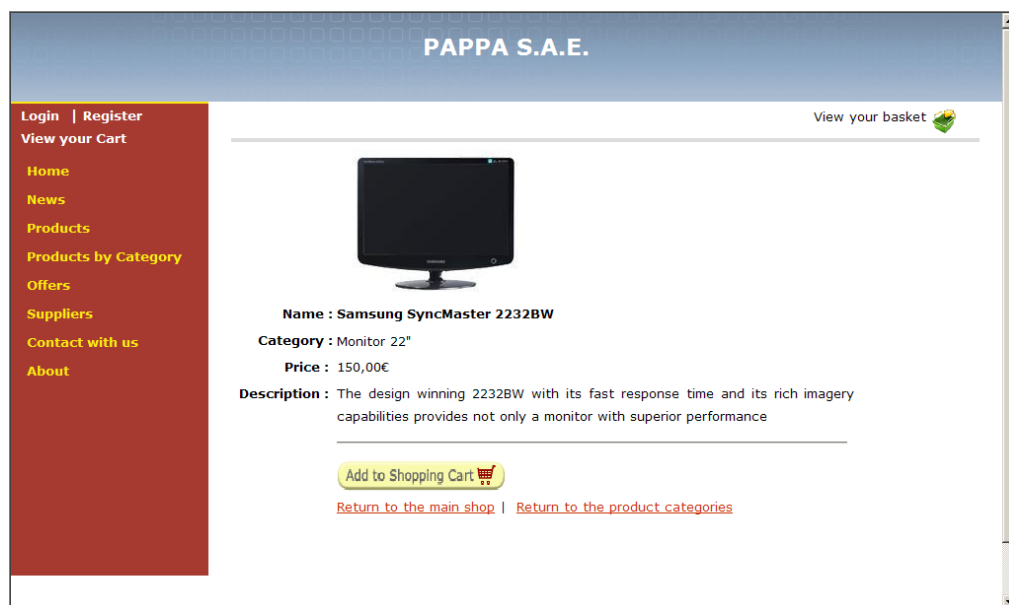 PAPPA S.A.E.
Login | Register
View your Cart
View your basket
Home
News
Products
Products by Category
Offers
Suppliers
Contact with us
About
SAMSUNG
Name : Samsung SyncMaster 2232BW
Category : Monitor 22"
Price : 150,00€
Description : The design winning 2232BW with its fast response time and its rich imagery
capabilities provides not only a monitor with superior performance
Add to Shopping Cart
Return to the main shop | Return to the product categories